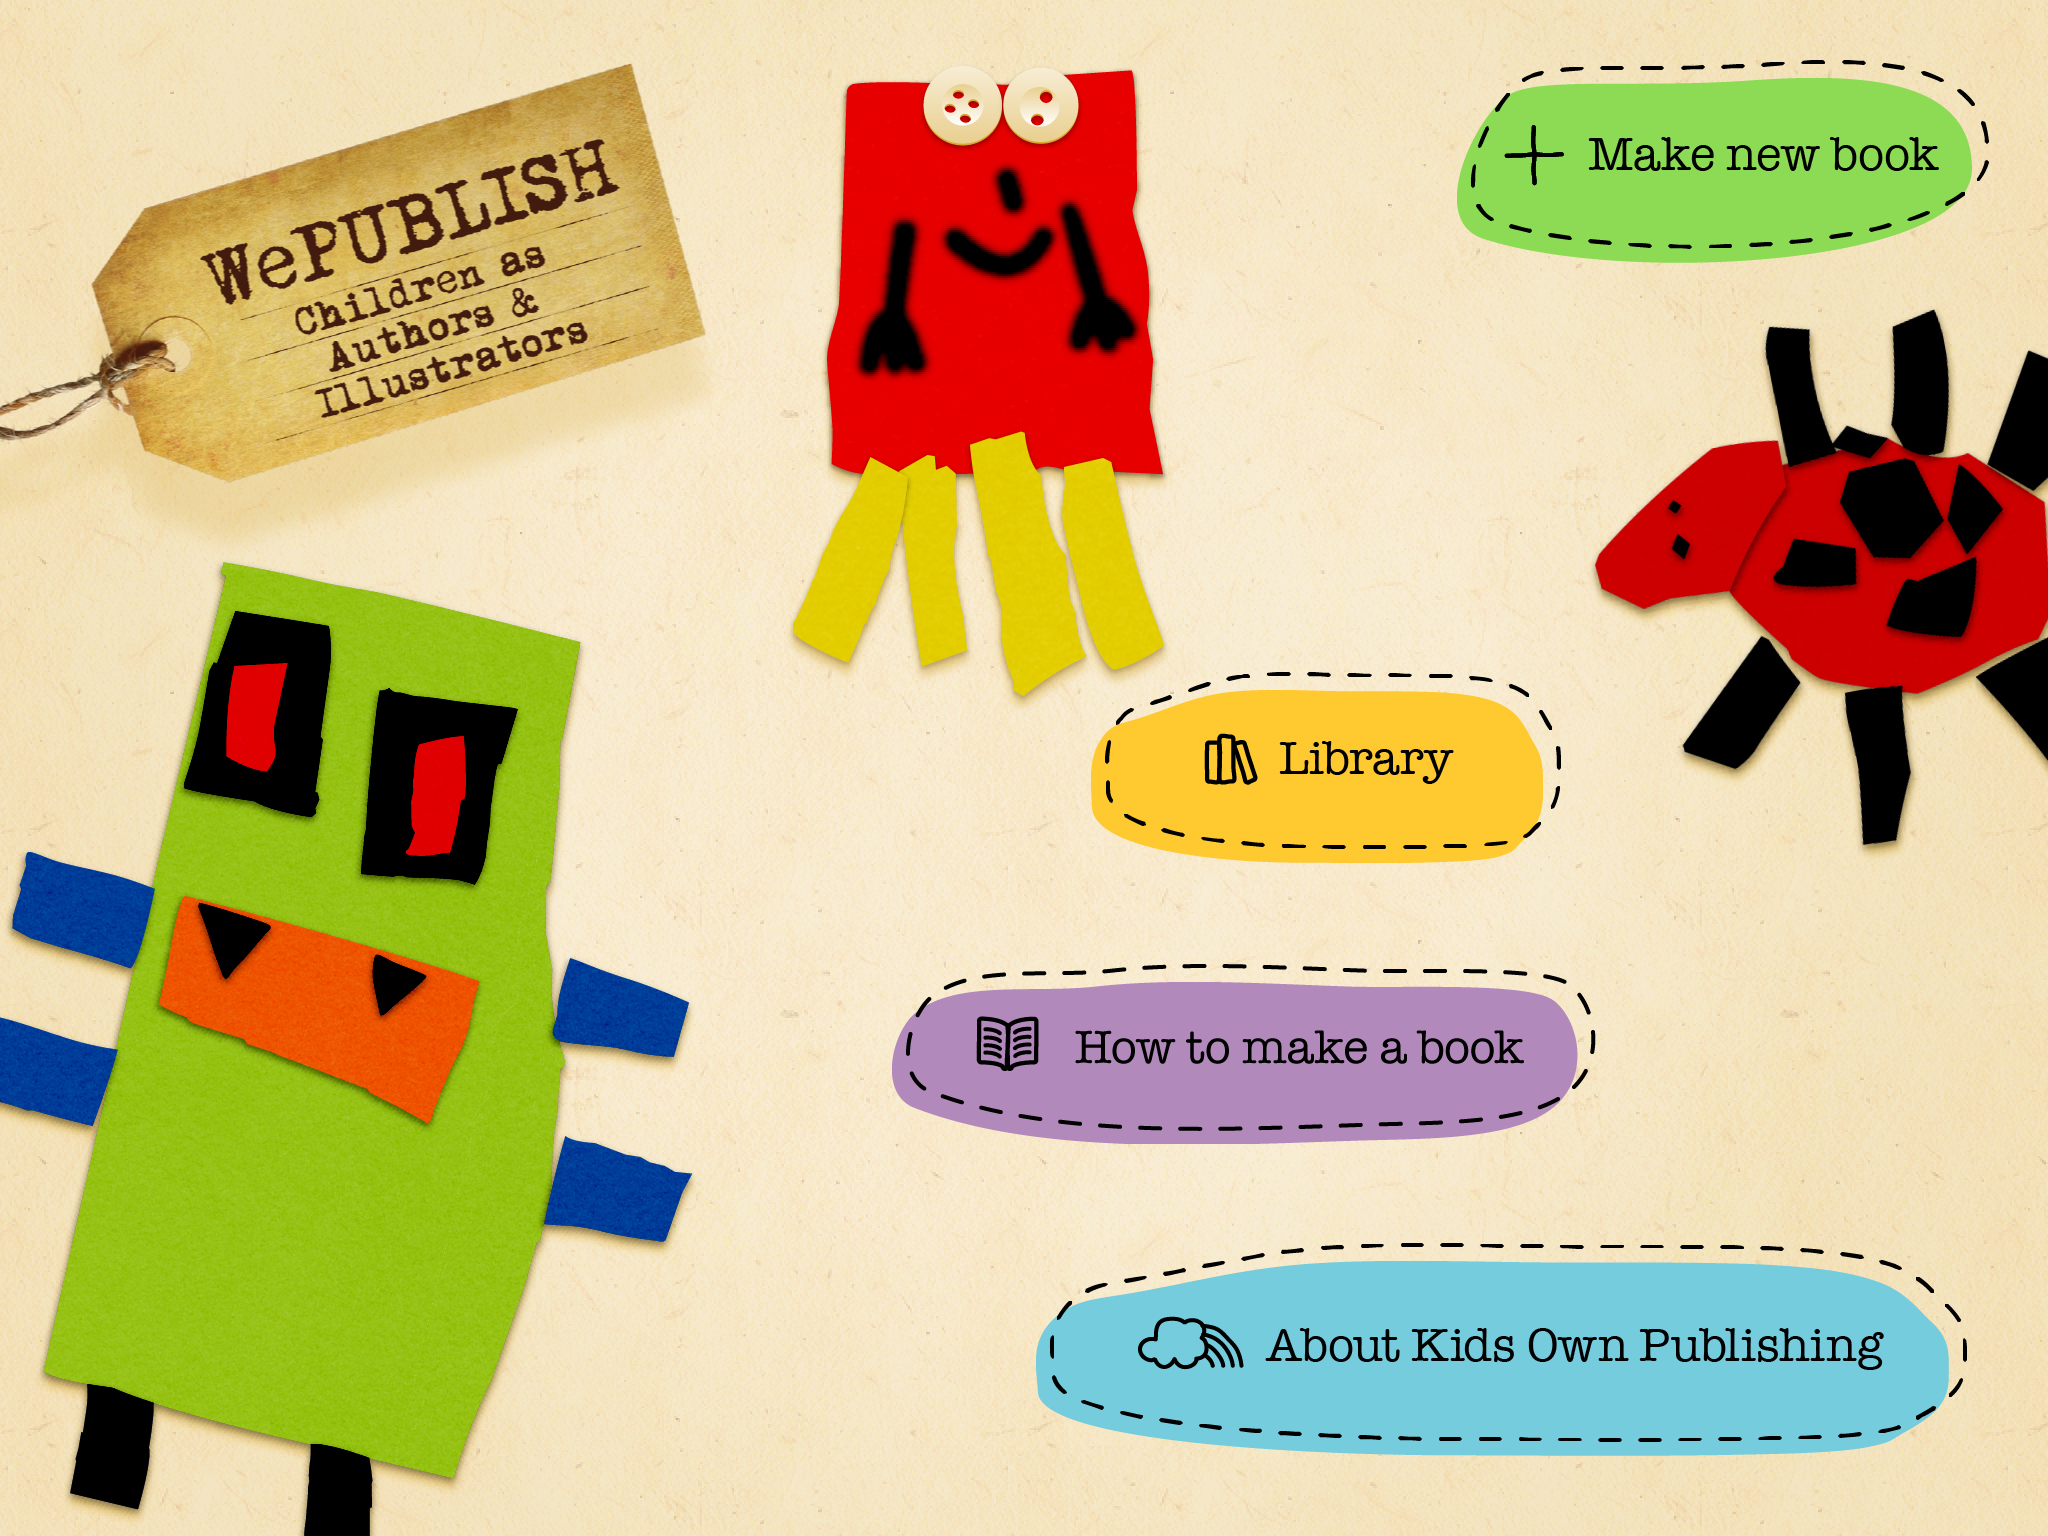 WePUBLISH
Children as
Authors &
Illustrators
Make new book
Library
How to make a book
About Kids Own Publishing